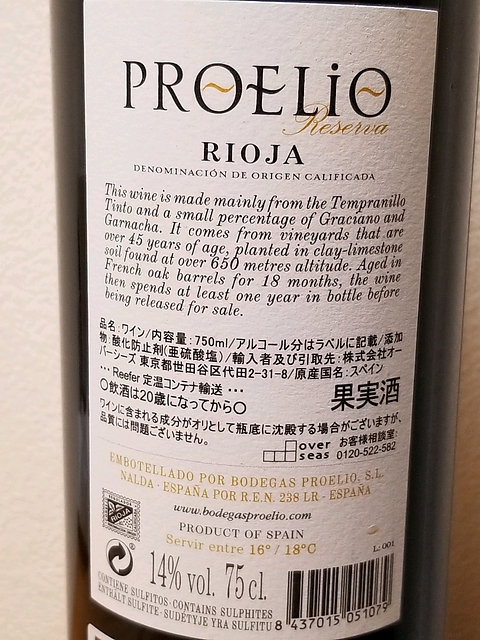 PROELIO
Reserva
RIOJA
DENOMINACIÓN DE ORIGEN CALIFICADA
This wine is made mainly from the Tempranillo
Tinto and a small percentage of Graciano and
Garnacha. It comes from vineyards that are
over 45 years of age, planted in clay-limestone
soil found at over 650 metres altitude. Aged in
French oak barrels for 18 months, the wine
then spends at least one year in bottle before
being released for sale.
品名:ワイン/内容量:750ml/アルコール分はラベルに記載/添加
物:酸化防止剤(亜硫酸塩)/輸入者及び引取先:株式会社オー
バーシーズ 東京都世田谷区代田2-31-8/原産国名:スペイン
··· Reefer 定温コンテナ輸送 ···
○飲酒は20歳になってから○
果実酒
ワインに含まれる成分がオリとして瓶底に沈殿する場合がございますが、
品質には問題ございません。
over
seas
お客様相談室:
0120-522-582
EMBOTELLADO POR BODEGAS PROELIO, S.L.
NALDA - ESPAÑA POR R.E.N. 238 LR - ESPAÑA
www.bodegasproelio.com
RIOJA
PRODUCT OF SPAIN
Servir entre 16° / 18°C
L: 001
14% vol. 75 cl.
CONTIENE SULFITOS · CONTAINS SULPHITES
ENTHÄLT SULFITE · SUDĖTYJE YRA SULFITU
8 437015 051079